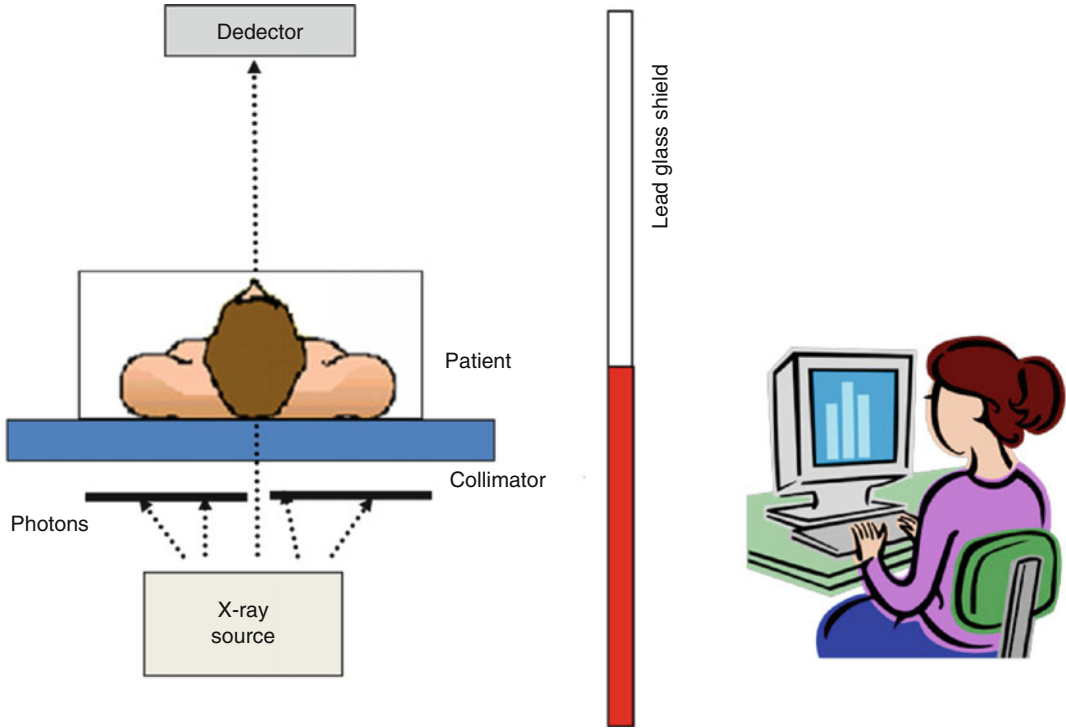 Dedector
Lead glass shield
Patient
Collimator
Photons
X-ray
source